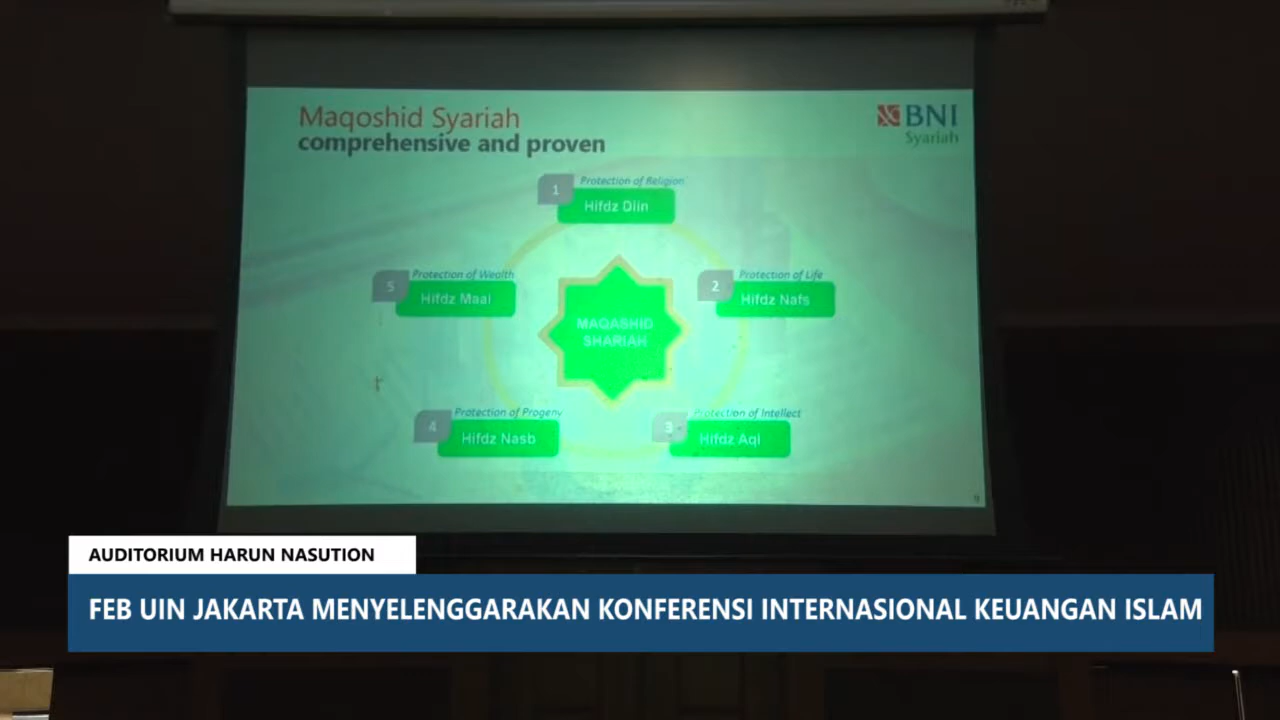 Maqoshid Syariah
comprehensive and proven
BNI
Syariah
1
Protection of Religion
Hifdz Diin
5
Protection of Wealth
Hifdz Maal
2
Protection of Life
Hifdz Nafs
MAQASHID
SHARIAH
4
Protection of Progeny
Hifdz Nasb
3
Protection of Intellect
Hifdz Aql
9
AUDITORIUM HARUN NASUTION
FEB UIN JAKARTA MENYELENGGARAKAN KONFERENSI INTERNASIONAL KEUANGAN ISLAM